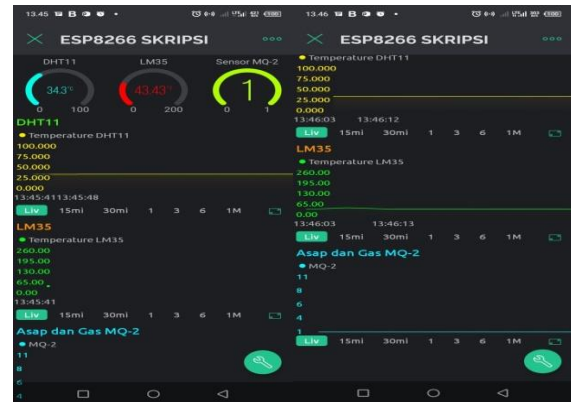 13.45
ESP8266 SKRIPSI
DHT11
LM35
Sensor MQ-2
34.3°C
43.43°C
1
0 100
0 200
0 1
DHT11
Temperature DHT11
100.000
75.000
50.000
25.000
0.000
13:45:41 13:45:48
Liv 15mi 30mi 1 3 6 1M
LM35
Temperature LM35
260.00
195.00
130.00
65.00
0.00
13:45:41
Liv 15mi 30mi 1 3 6 1M
Asap dan Gas MQ-2
MQ-2
11
8
6
4
13.46
ESP8266 SKRIPSI
Temperature DHT11
100.000
75.000
50.000
25.000
0.000
13:46:03 13:46:12
Liv 15mi 30mi 1 3 6 1M
LM35
Temperature LM35
260.00
195.00
130.00
65.00
0.00
13:46:03 13:46:13
Liv 15mi 30mi 1 3 6 1M
Asap dan Gas MQ-2
MQ-2
11
8
6
4
1
Liv 15mi 30mi 1 3 6 1M